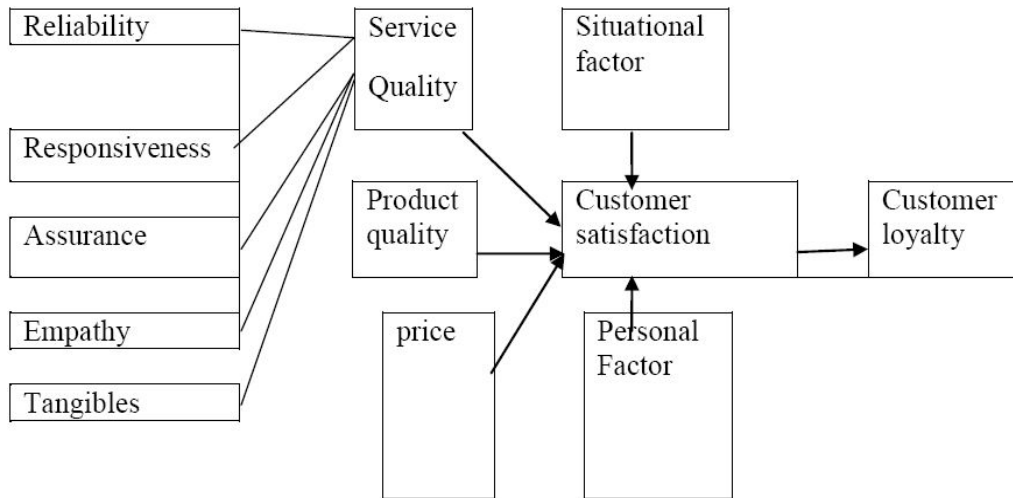 Reliability
Responsiveness
Assurance
Empathy
Tangibles
Service
Quality
Situational
factor
Product
quality
Customer
satisfaction
Customer
loyalty
price
Personal
Factor